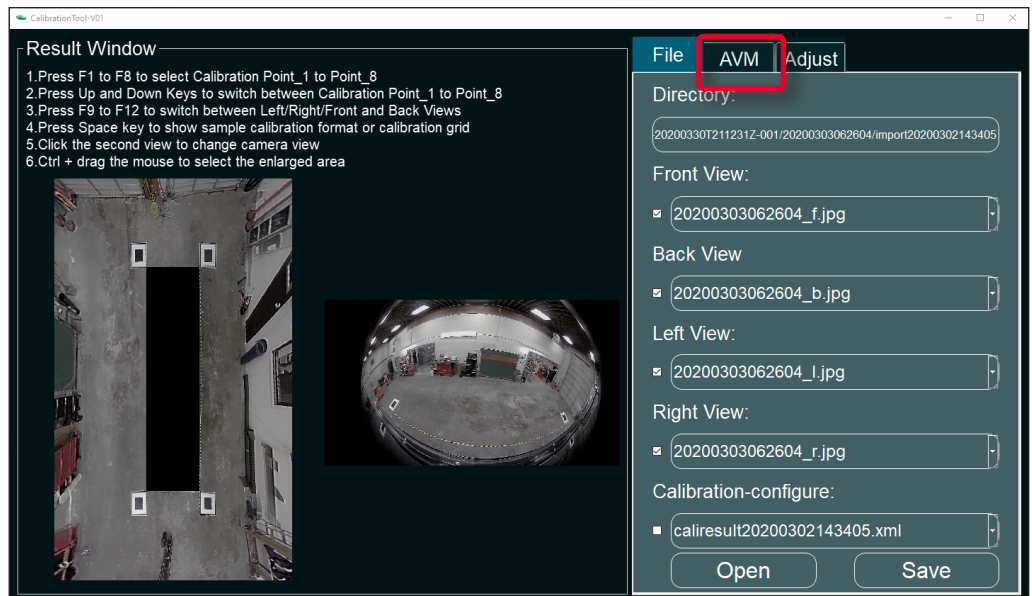 CalibrationTool-V01
Result Window
1.Press F1 to F8 to select Calibration Point_1 to Point_8
2.Press Up and Down Keys to switch between Calibration Point_1 to Point_8
3.Press F9 to F12 to switch between Left/Right/Front and Back Views
4.Press Space key to show sample calibration format or calibration grid
5.Click the second view to change camera view
6.Ctrl + drag the mouse to select the enlarged area
File AVM Adjust
Directory:
20200330T211231Z-001/20200303062604/import20200302143405
Front View:
20200303062604_f.jpg
Back View
20200303062604_b.jpg
Left View:
20200303062604_l.jpg
Right View:
20200303062604_r.jpg
Calibration-configure:
caliresult20200302143405.xml
Open Save